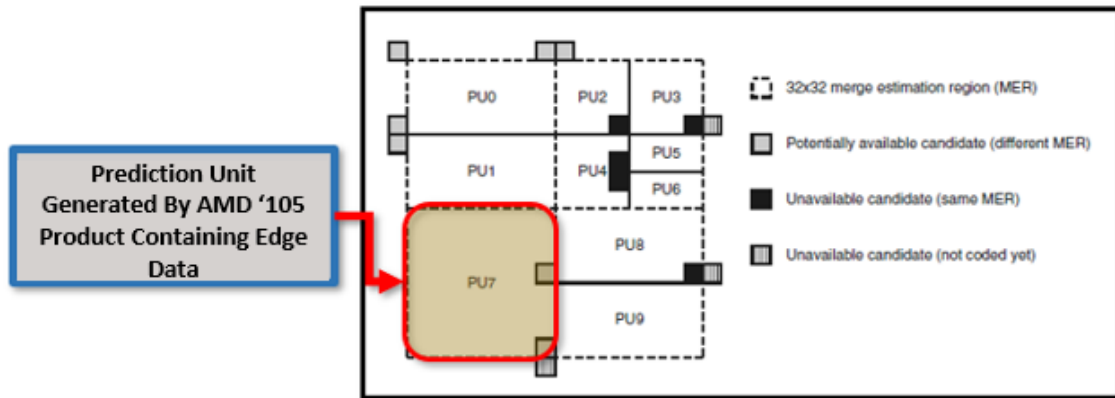 Prediction Unit
Generated By AMD ‘105
Product Containing Edge
Data
PU0
PU2
PU3
PU1
PU4
PU5
PU6
PU7
PU8
PU9
32x32 merge estimation region (MER)
Potentially available candidate (different MER)
Unavailable candidate (same MER)
Unavailable candidate (not coded yet)